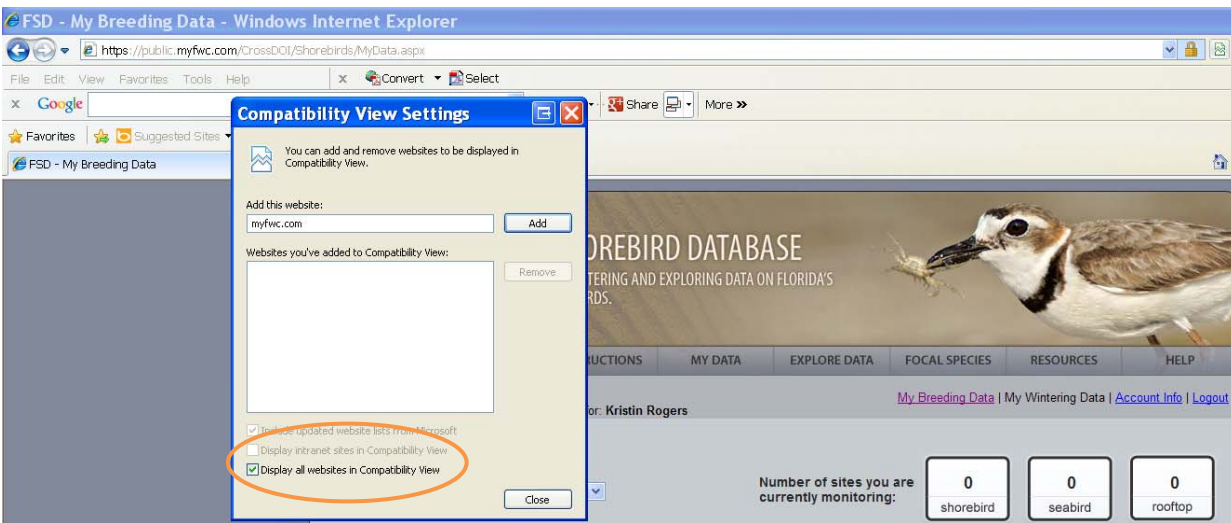 FSD - My Breeding Data - Windows Internet Explorer
https://public.myfwc.com/CrossDOI/Shorebirds/MyData.aspx
File Edit View Favorites Tools Help x Convert Select
x Google Share More »
Favorites Suggested Sites
FSD - My Breeding Data
Compatibility View Settings
You can add and remove websites to be displayed in
Compatibility View.
Add this website:
myfwc.com Add
Websites you've added to Compatibility View:
Remove
Include updated website lists from Microsoft
Display intranet sites in Compatibility View
Display all websites in Compatibility View
Close
OREBIRD DATABASE
TERING AND EXPLORING DATA ON FLORIDA'S
RDS.
RUCTIONS MY DATA EXPLORE DATA FOCAL SPECIES RESOURCES HELP
My Breeding Data | My Wintering Data | Account Info | Logout
or: Kristin Rogers
Number of sites you are
currently monitoring:
0 shorebird
0 seabird
0 rooftop